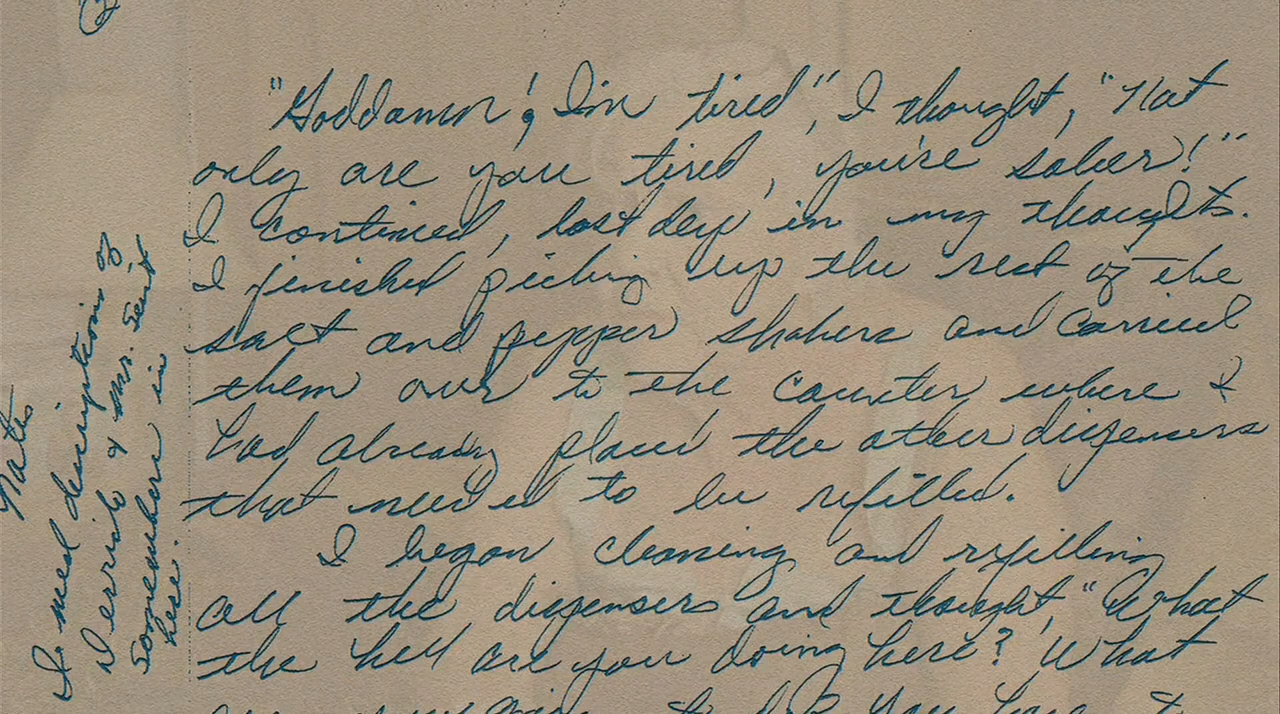 "Goddamn! I'm tired", I thought, "Not
only are you tired, you're sober!"
I continued, lost deep in my thoughts.
I finished picking up the rest of the
salt and pepper shakers and carried
them over to the counter where I
had already placed the other dispensers
that needed to be refilled.
I began cleaning and refilling
all the dispensers and thought, "What
the hell are you doing here? What
Note
I need description of
Derrick & Mr. Senit
Somewhere in
here.